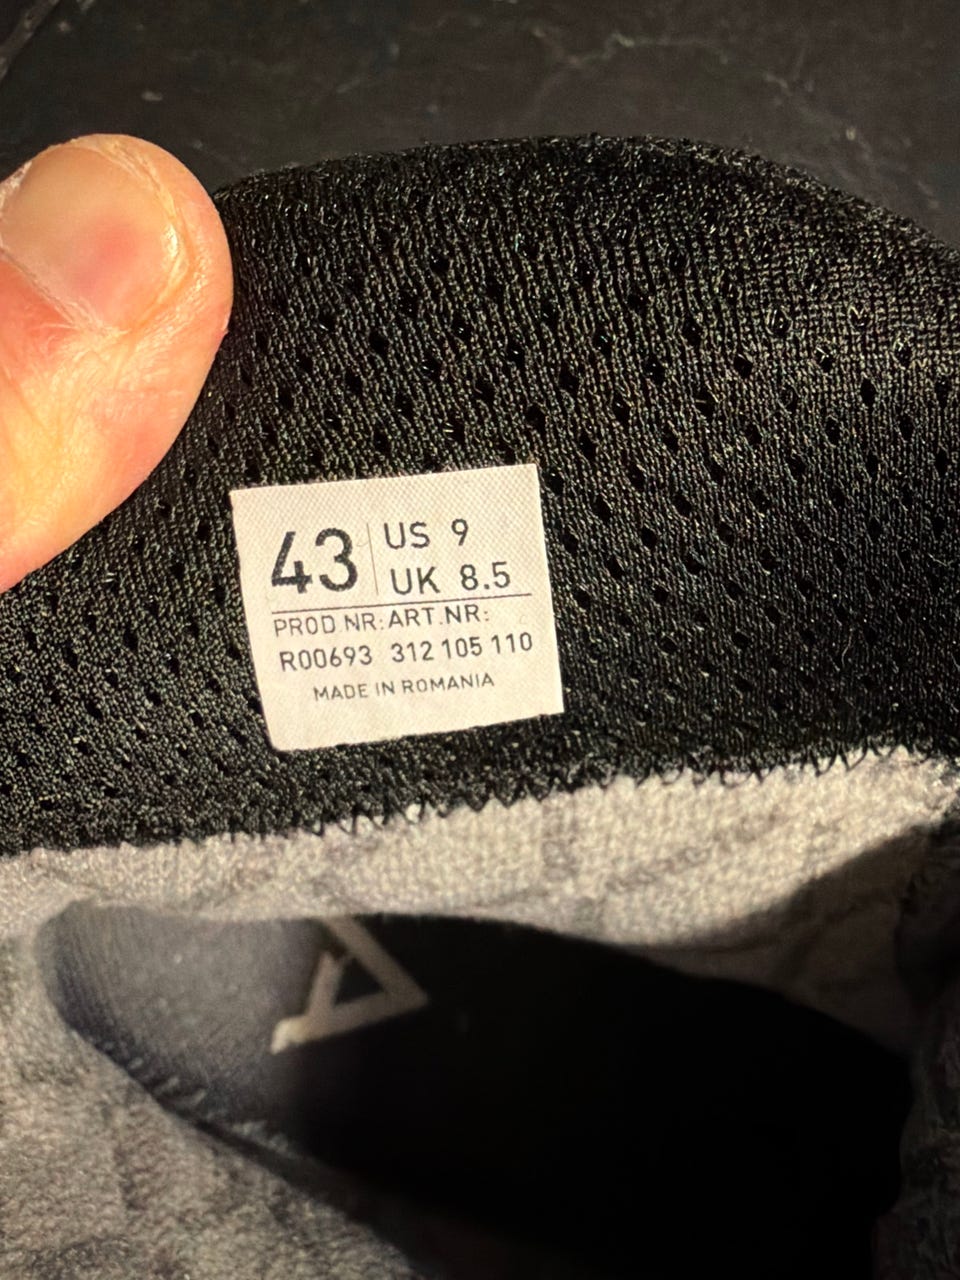 43 US 9
UK 8.5
PROD.NR: ART.NR:
R00693 312 105 110
MADE IN ROMANIA